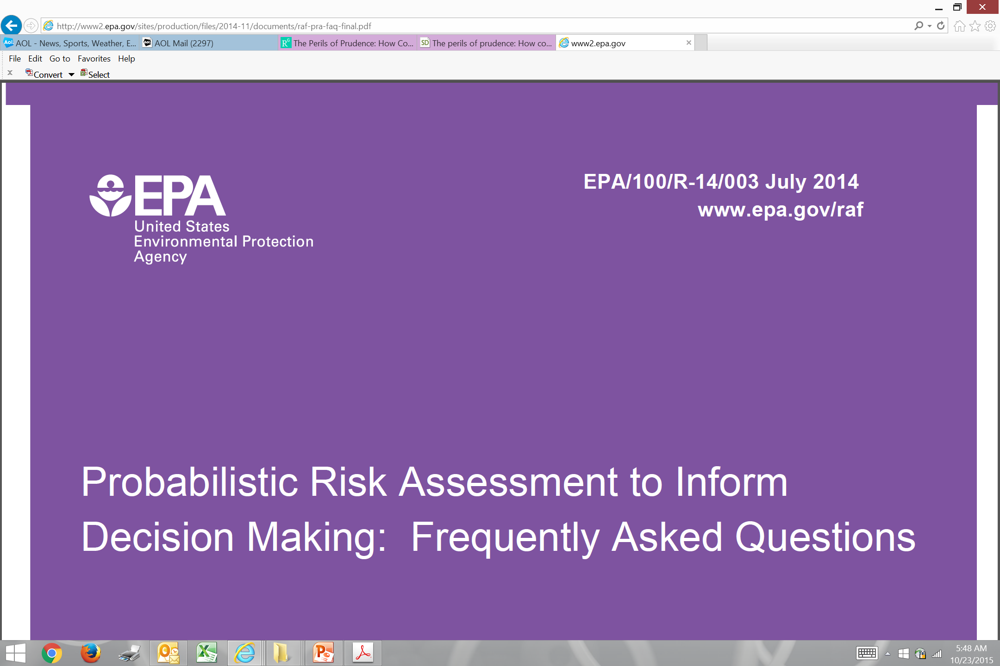 http://www2.epa.gov/sites/production/files/2014-11/documents/raf-pra-faq-final.pdf
Aol. AOL - News, Sports, Weather, E... Aol. AOL Mail (2297) RG The Perils of Prudence: How Co... SD The perils of prudence: How co... www2.epa.gov
File Edit Go to Favorites Help
x Convert Select
EPA/100/R-14/003 July 2014
www.epa.gov/raf
EPA
United States
Environmental Protection
Agency
Probabilistic Risk Assessment to Inform
Decision Making: Frequently Asked Questions
5:48 AM
10/23/2015